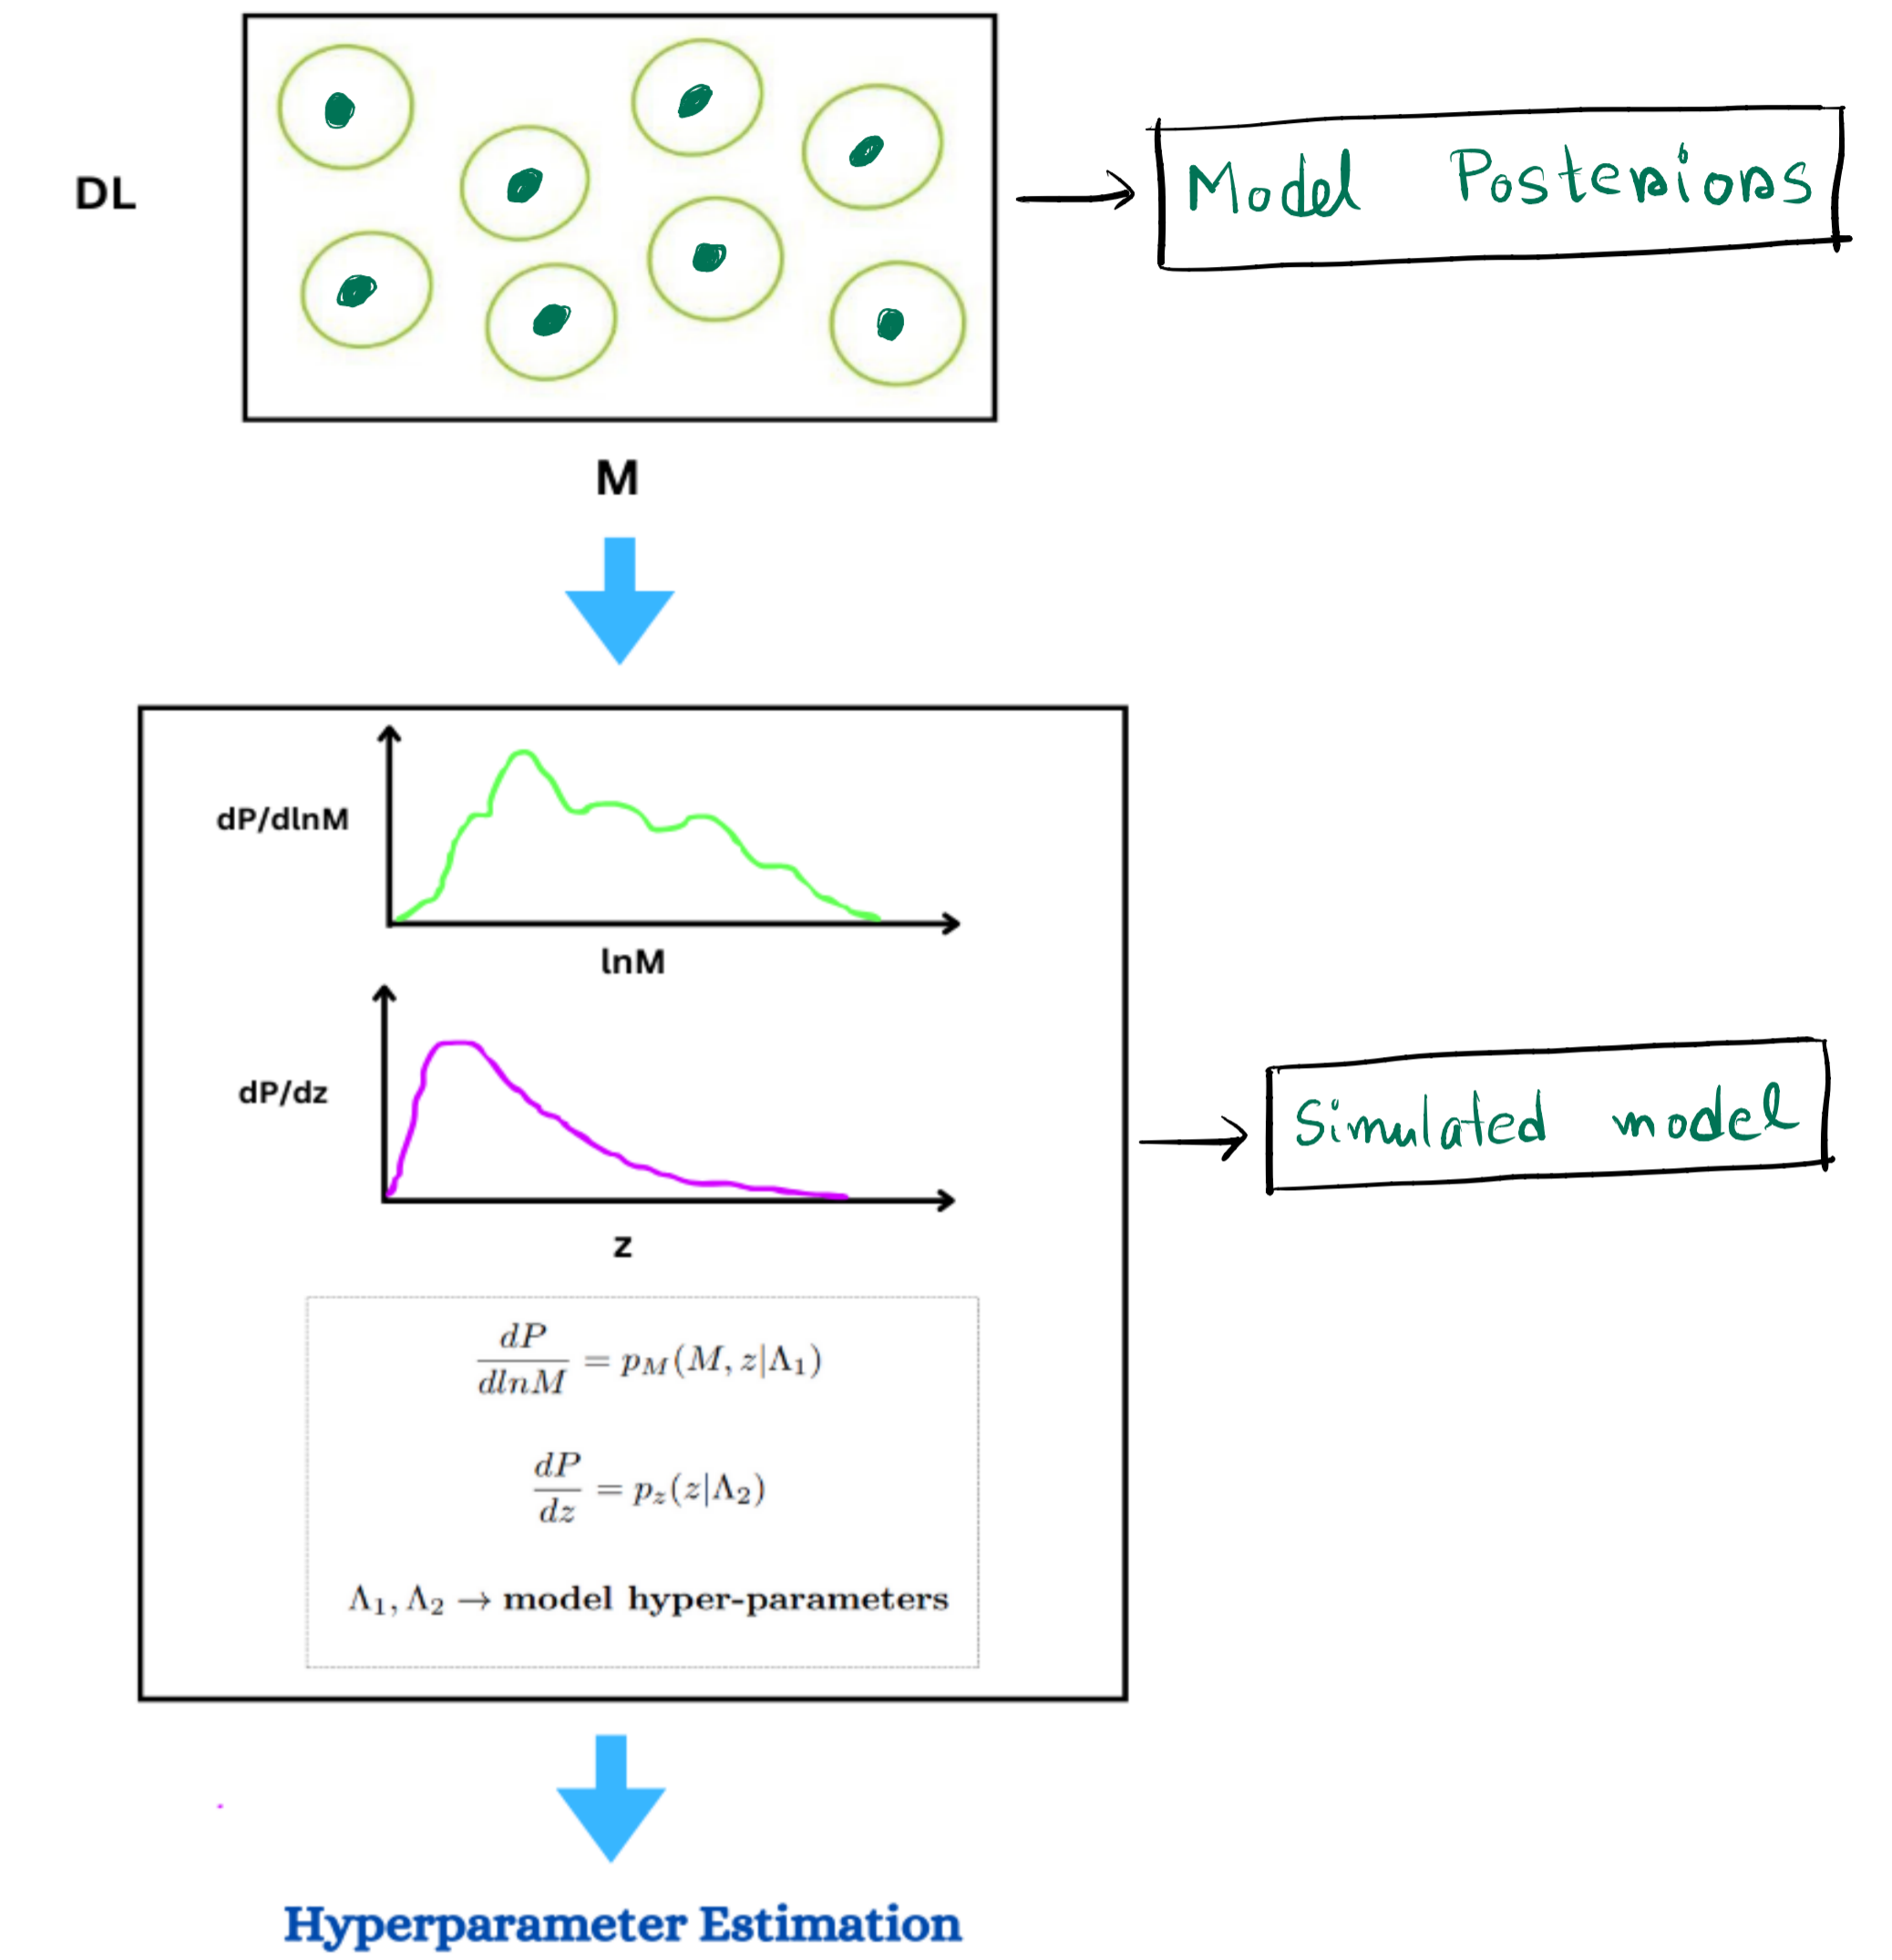 DL
Model Posteriors
M
dP/dlnM
lnM
dP/dz
z
Simulated model
dP/dlnM = p_M(M, z|Λ₁)
dP/dz = p_z(z|Λ₂)
Λ₁, Λ₂ → model hyper-parameters
Hyperparameter Estimation